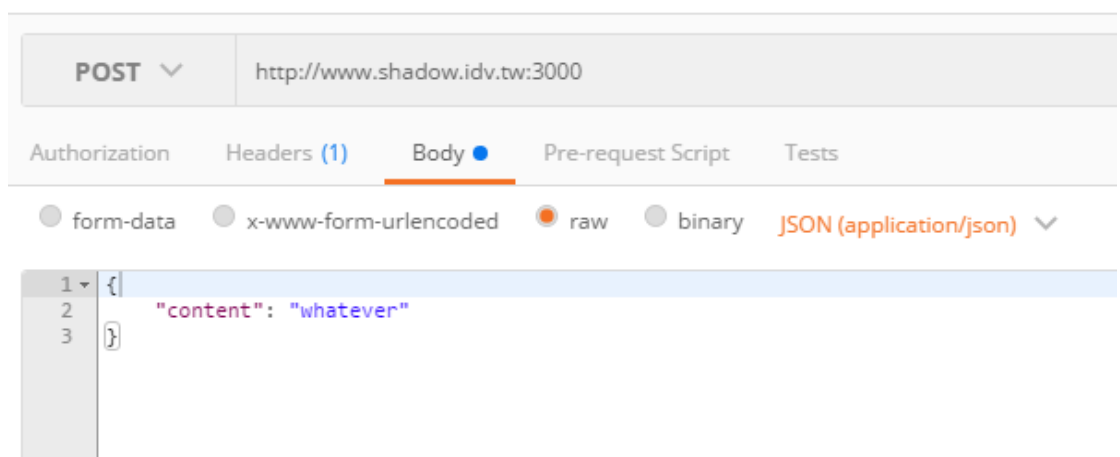 POST http://www.shadow.idv.tw:3000
Authorization Headers (1) Body Pre-request Script Tests
form-data x-www-form-urlencoded raw binary JSON (application/json)
1 {
2 "content": "whatever"
3 }